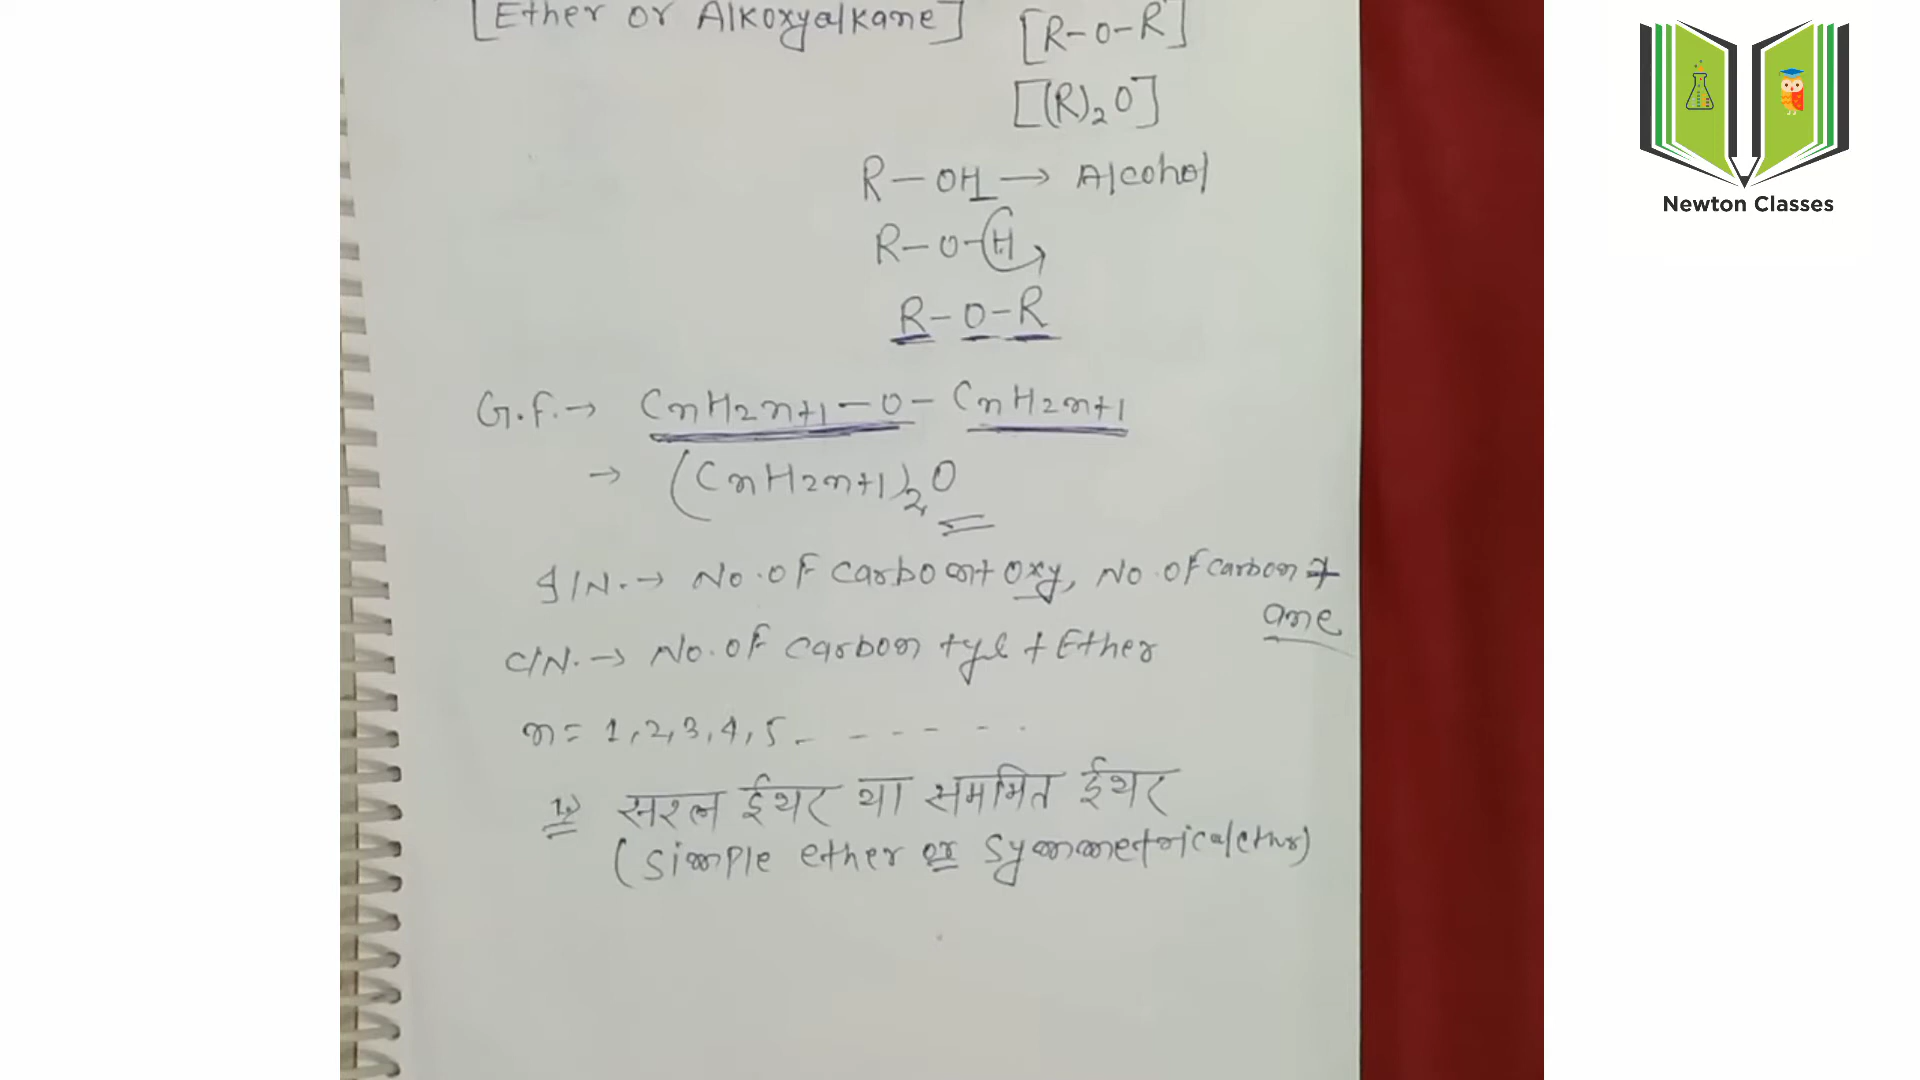 [Ether or Alkoxyalkane] [R-O-R]
[(R)₂O]
R-OH → Alcohol
R-O-H
R-O-R
G.F. → CnH2n+1-O-CnH2n+1
→ (CnH2n+1)₂O
I/N. → No. of carbon + oxy, No. of carbon +
ane
C/N. → No. of carbon + yl + Ether
n = 1, 2, 3, 4, 5 - - - - - -
सरल ईथर या सममित ईथर
(Simple ether or Symmetrical ether)
Newton Classes